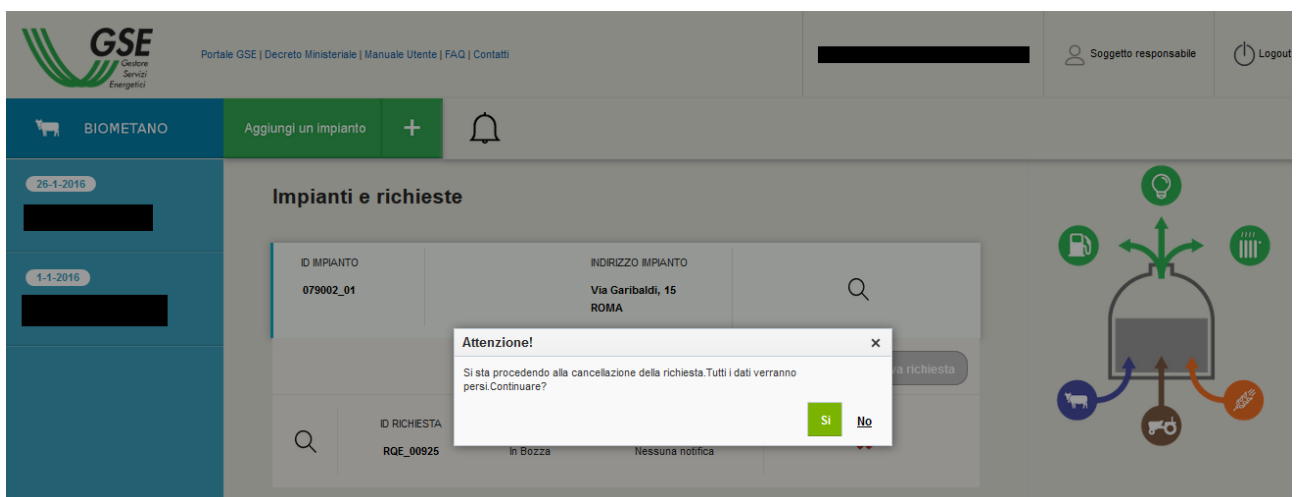 GSE
Gestore
Servizi
Energetici
Portale GSE | Decreto Ministeriale | Manuale Utente | FAQ | Contatti
Soggetto responsabile
Logout
BIOMETANO
Aggiungi un impianto +
26-1-2016
1-1-2016
Impianti e richieste
ID IMPIANTO
079002_01
INDIRIZZO IMPIANTO
Via Garibaldi, 15
ROMA
Attenzione!
Si sta procedendo alla cancellazione della richiesta.Tutti i dati verranno
persi.Continuare?
Si
No
richiesta
ID RICHIESTA
RQE_00925
In Bozza
Nessuna notifica